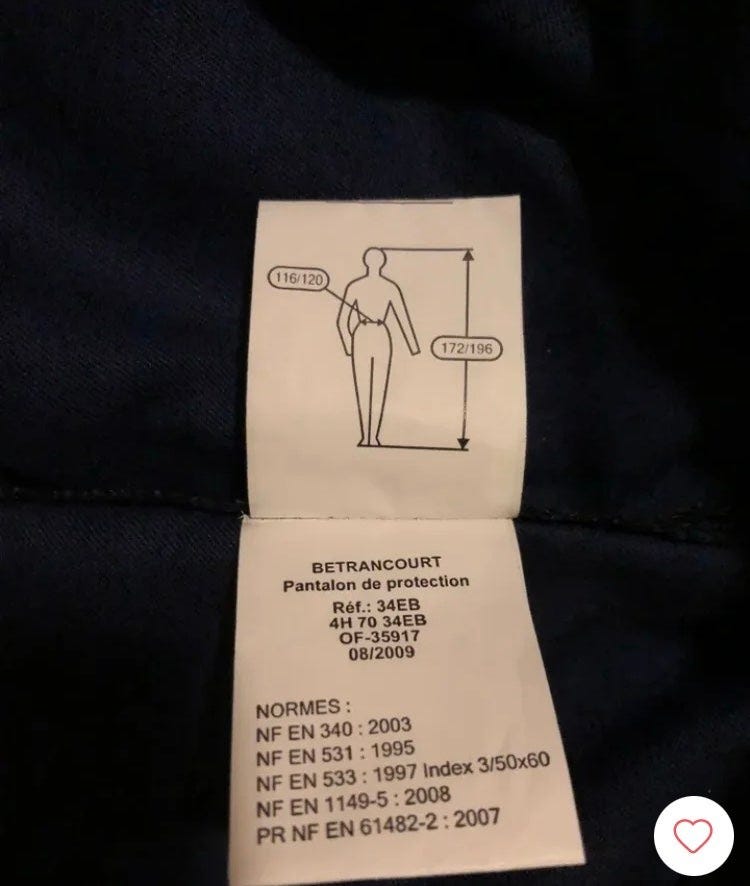 116/120
172/196
BETRANCOURT
Pantalon de protection
Réf.: 34EB
4H 70 34EB
OF-35917
08/2009
NORMES :
NF EN 340 : 2003
NF EN 531 : 1995
NF EN 533 : 1997 Index 3/50x60
NF EN 1149-5 : 2008
PR NF EN 61482-2 : 2007